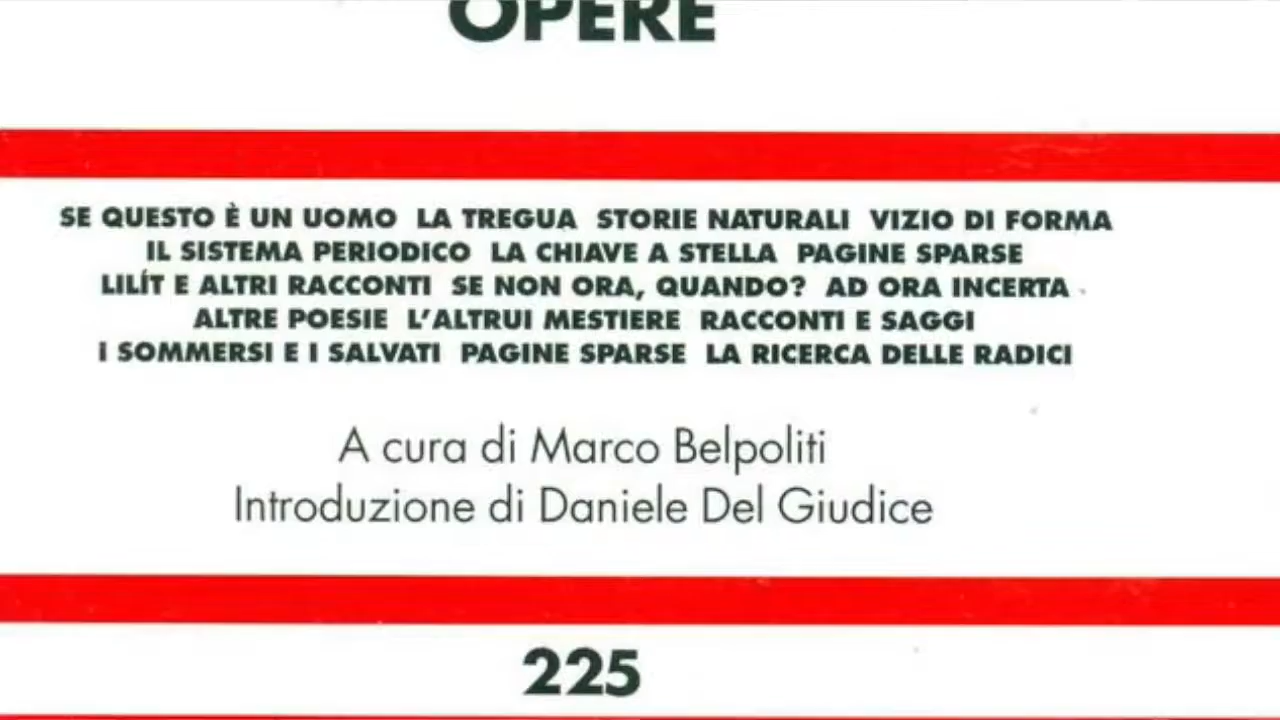 OPERE
SE QUESTO È UN UOMO LA TREGUA STORIE NATURALI VIZIO DI FORMA
IL SISTEMA PERIODICO LA CHIAVE A STELLA PAGINE SPARSE
LILÍT E ALTRI RACCONTI SE NON ORA, QUANDO? AD ORA INCERTA
ALTRE POESIE L'ALTRUI MESTIERE RACCONTI E SAGGI
I SOMMERSI E I SALVATI PAGINE SPARSE LA RICERCA DELLE RADICI
A cura di Marco Belpoliti
Introduzione di Daniele Del Giudice
225